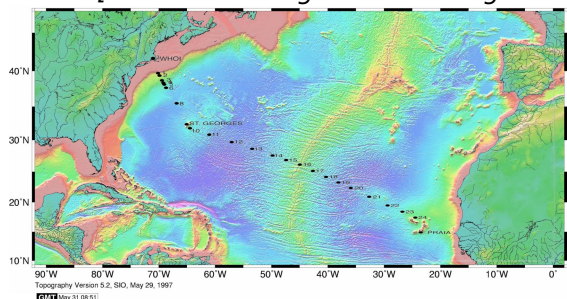 WHOI
8
ST. GEORGES
10
11
12
13
14
15
16
17
18
19
20
21
22
23
24
PRAIA
40˚N
30˚N
20˚N
10˚N
90˚W
80˚W
70˚W
60˚W
50˚W
40˚W
30˚W
20˚W
10˚W
0˚
Topography Version 5.2, SIO, May 29, 1997
GMT May 31 08:51